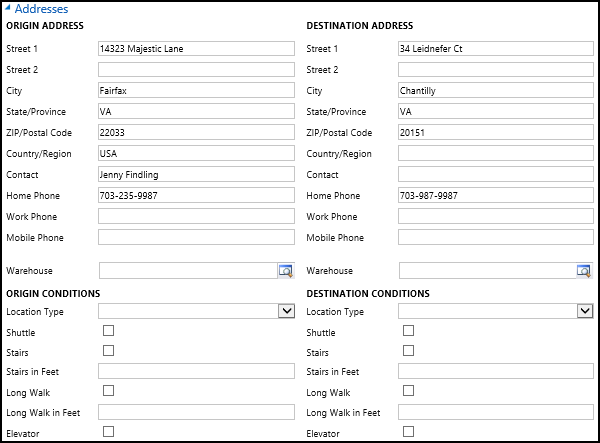 Addresses
ORIGIN ADDRESS DESTINATION ADDRESS
Street 1 14323 Majestic Lane Street 1 34 Leidnefer Ct
Street 2 Street 2
City Fairfax City Chantilly
State/Province VA State/Province VA
ZIP/Postal Code 22033 ZIP/Postal Code 20151
Country/Region USA Country/Region
Contact Jenny Findling Contact
Home Phone 703-235-9987 Home Phone 703-987-9987
Work Phone Work Phone
Mobile Phone Mobile Phone
Warehouse Warehouse
ORIGIN CONDITIONS DESTINATION CONDITIONS
Location Type Location Type
Shuttle Shuttle
Stairs Stairs
Stairs in Feet Stairs in Feet
Long Walk Long Walk
Long Walk in Feet Long Walk in Feet
Elevator Elevator